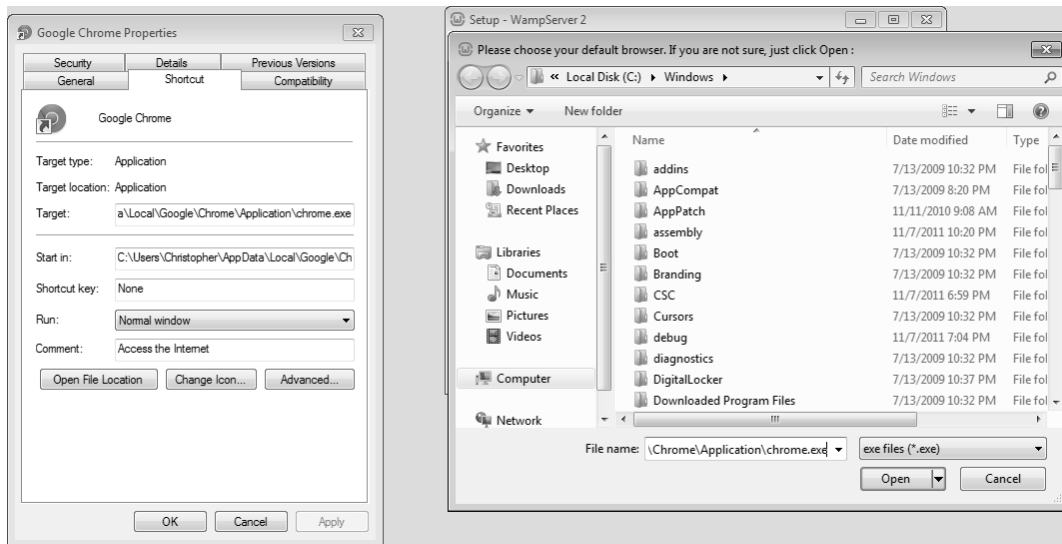 Google Chrome Properties
Security Details Previous Versions
General Shortcut Compatibility
Google Chrome
Target type: Application
Target location: Application
Target: a\Local\Google\Chrome\Application\chrome.exe
Start in: C:\Users\Christopher\AppData\Local\Google\Ch
Shortcut key: None
Run: Normal window
Comment: Access the Internet
Open File Location Change Icon... Advanced...
OK Cancel Apply
Setup - WampServer 2
Please choose your default browser. If you are not sure, just click Open :
« Local Disk (C:) Windows Search Windows
Organize New folder
Favorites
Desktop
Downloads
Recent Places
Libraries
Documents
Music
Pictures
Videos
Computer
Network
Name Date modified Type
addins 7/13/2009 10:32 PM File fol
AppCompat 7/13/2009 8:20 PM File fol
AppPatch 11/11/2010 9:08 AM File fol
assembly 11/7/2011 10:20 PM File fol
Boot 7/13/2009 10:32 PM File fol
Branding 7/13/2009 10:32 PM File fol
CSC 11/7/2011 6:59 PM File fol
Cursors 7/13/2009 10:32 PM File fol
debug 11/7/2011 7:04 PM File fol
diagnostics 7/13/2009 10:32 PM File fol
DigitalLocker 7/13/2009 10:37 PM File fol
Downloaded Program Files 7/13/2009 10:32 PM File fol
File name: \Chrome\Application\chrome.exe exe files (*.exe)
Open Cancel